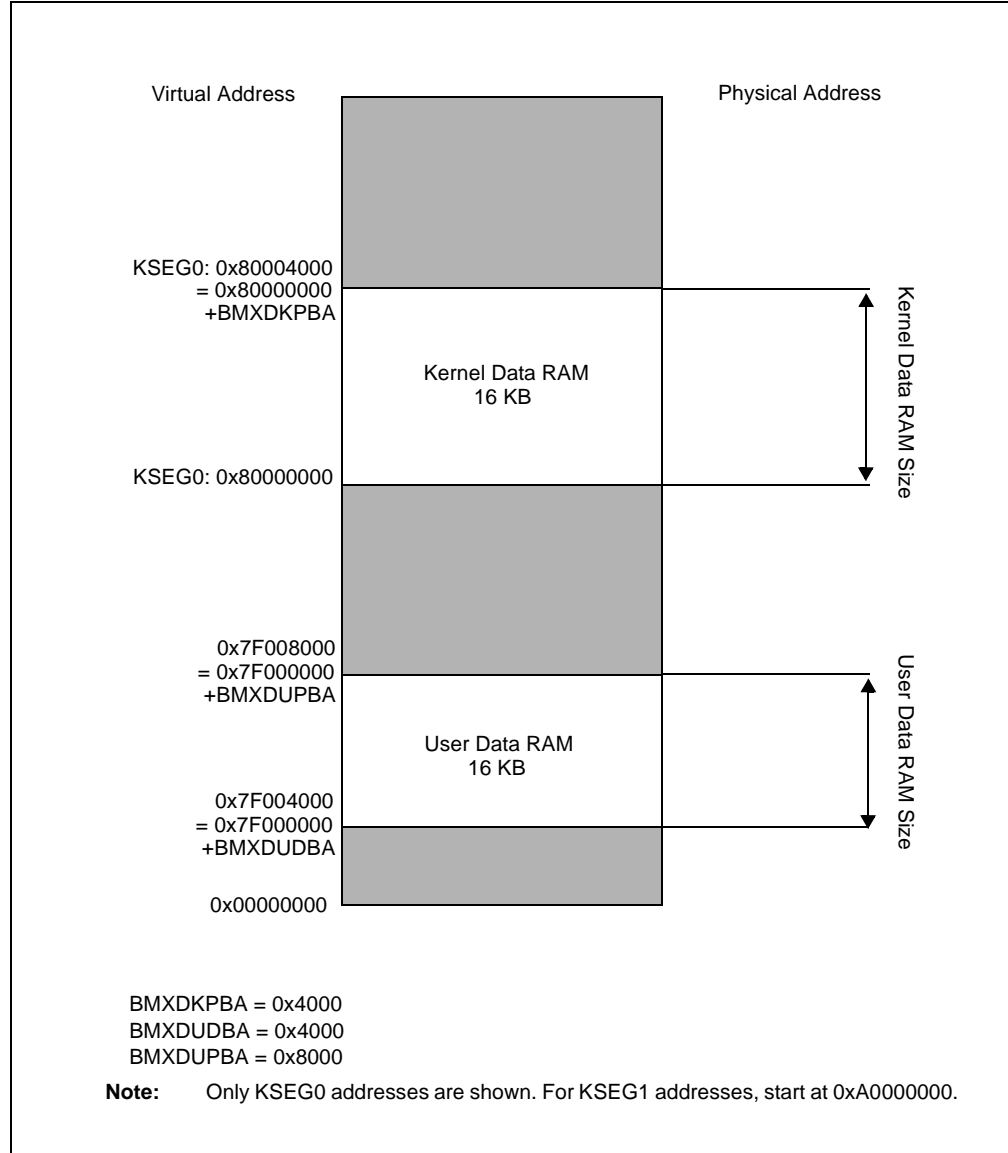 Virtual Address
Physical Address
KSEG0: 0x80004000
= 0x80000000
+BMXDKPBA
Kernel Data RAM
16 KB
Kernel Data RAM Size
KSEG0: 0x80000000
0x7F008000
= 0x7F000000
+BMXDUPBA
User Data RAM
16 KB
User Data RAM Size
0x7F004000
= 0x7F000000
+BMXDUDBA
0x00000000
BMXDKPBA = 0x4000
BMXDUDBA = 0x4000
BMXDUPBA = 0x8000
Note: Only KSEG0 addresses are shown. For KSEG1 addresses, start at 0xA0000000.